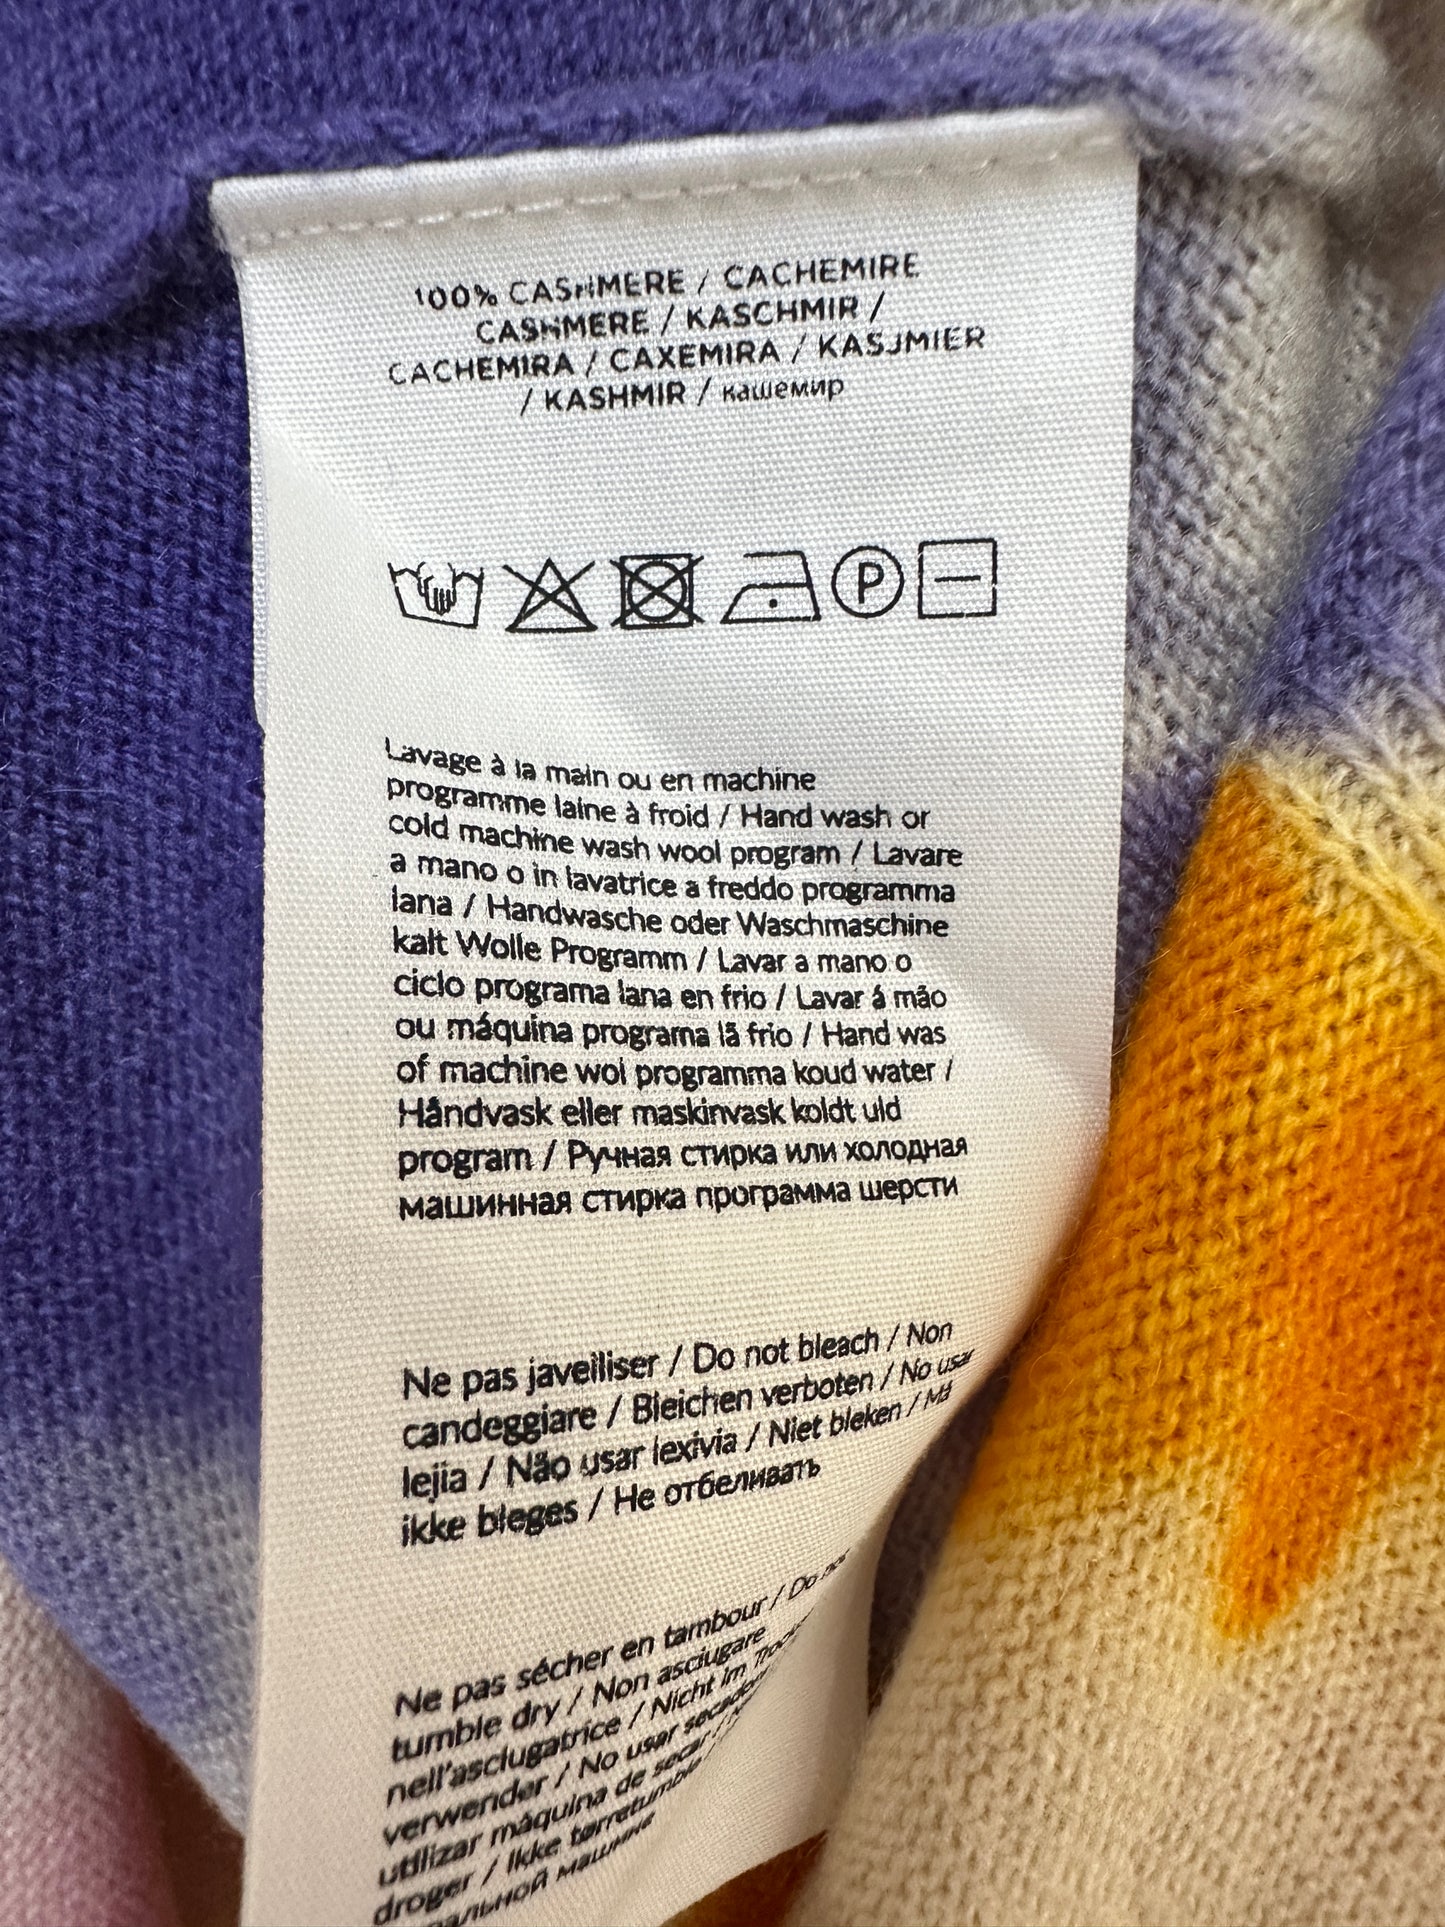 100% CASHMERE / CACHEMIRE
CASHMERE / KASCHMIR /
CACHEMIRA / CAXEMIRA / KASJMIER
/ KASHMIR / кашемир
P
Lavage à la main ou en machine
programme laine à froid / Hand wash or
cold machine wash wool program / Lavare
a mano o in lavatrice a freddo programma
lana / Handwasche oder Waschmaschine
kalt Wolle Programm / Lavar a mano o
ciclo programa lana en frio / Lavar á mão
ou máquina programa lã frio / Hand was
of machine wol programma koud water /
Håndvask eller maskinvask koldt uld
program / Ручная стирка или холодная
машинная стирка программа шерсти
Ne pas javelliser / Do not bleach / Non
candeggiare / Bleichen verboten / No usar
lejia / Não usar lexivia / Niet bleken / Må
ikke bleges / Не отбеливать
Ne pas sécher en tambour / Do not
tumble dry / Non asciugare
nell'asciugatrice / Nicht im
verwender / No usar
utilizar máquina de secar /
droger / Ikke tørretumble
машине